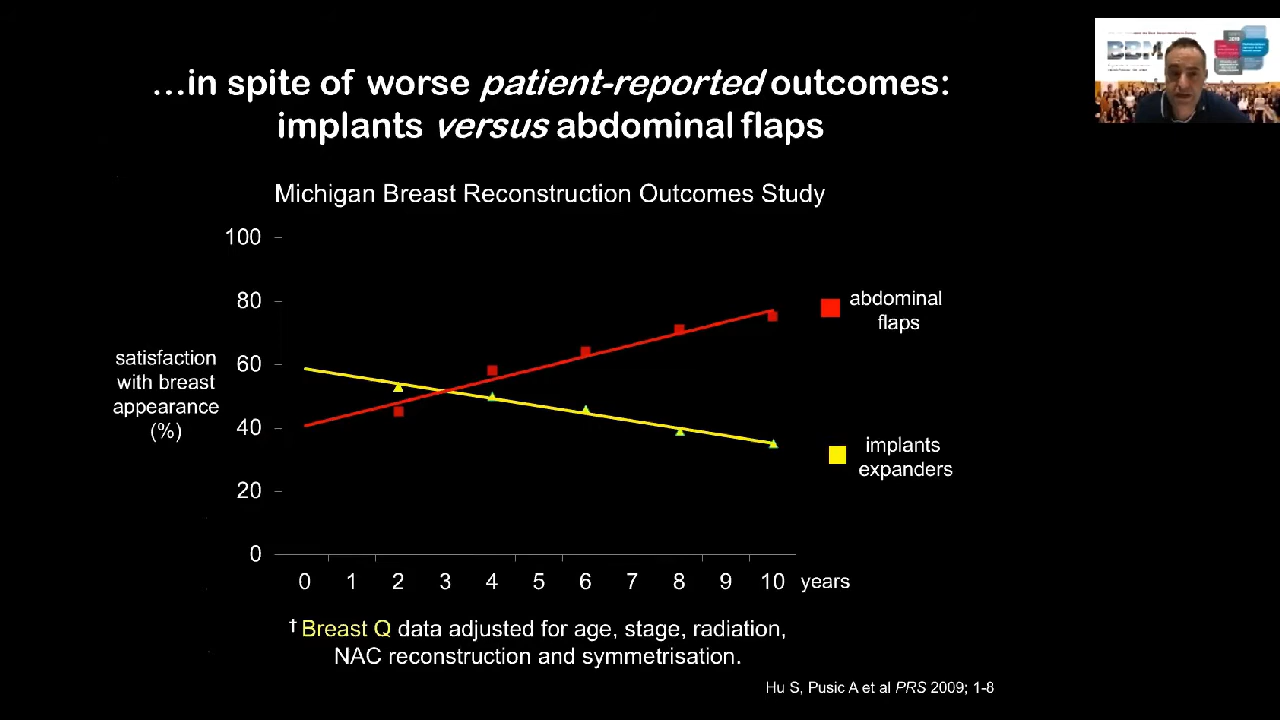 ...in spite of worse patient-reported outcomes:
implants versus abdominal flaps
Michigan Breast Reconstruction Outcomes Study
100
80
60
40
20
0
satisfaction
with breast
appearance
(%)
abdominal
flaps
implants
expanders
0 1 2 3 4 5 6 7 8 9 10 years
† Breast Q data adjusted for age, stage, radiation,
NAC reconstruction and symmetrisation.
Hu S, Pusic A et al PRS 2009; 1-8
BBM